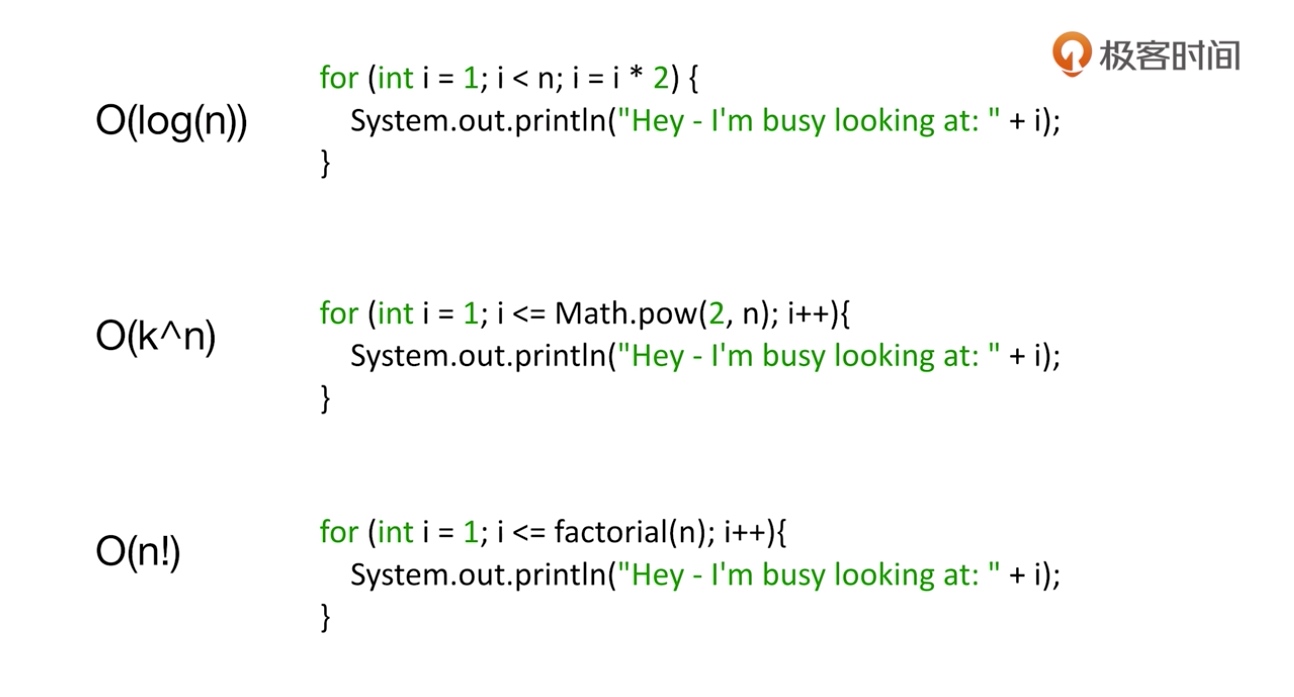 极客时间
O(log(n))
for (int i = 1; i < n; i = i * 2) {
System.out.println("Hey - I'm busy looking at: " + i);
}
O(k^n)
for (int i = 1; i <= Math.pow(2, n); i++){
System.out.println("Hey - I'm busy looking at: " + i);
}
O(n!)
for (int i = 1; i <= factorial(n); i++){
System.out.println("Hey - I'm busy looking at: " + i);
}